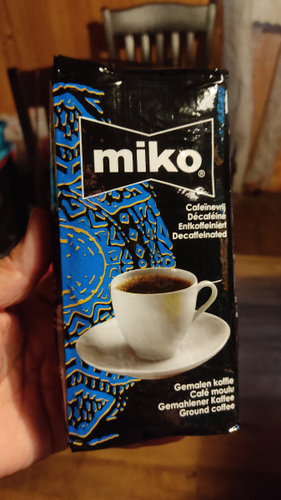 miko®
Cafeïnevrij
Décaféiné
Entkoffeiniert
Decaffeinated
Gemalen koffie
Café moulu
Gemahlener Kaffee
Ground coffee